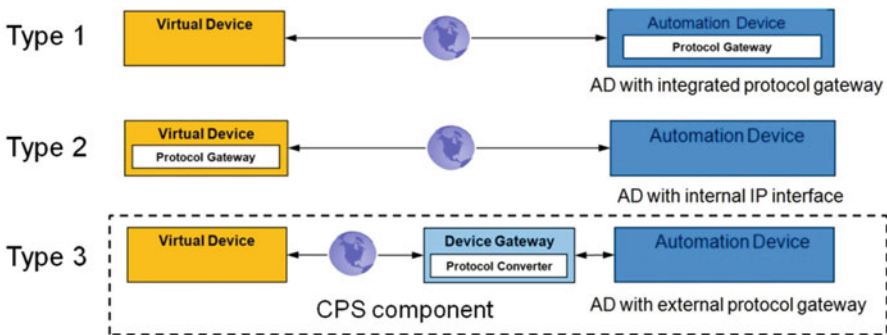 Type 1
Virtual Device
Automation Device
Protocol Gateway
AD with integrated protocol gateway
Type 2
Virtual Device
Protocol Gateway
Automation Device
AD with internal IP interface
Type 3
Virtual Device
Device Gateway
Protocol Converter
Automation Device
CPS component
AD with external protocol gateway